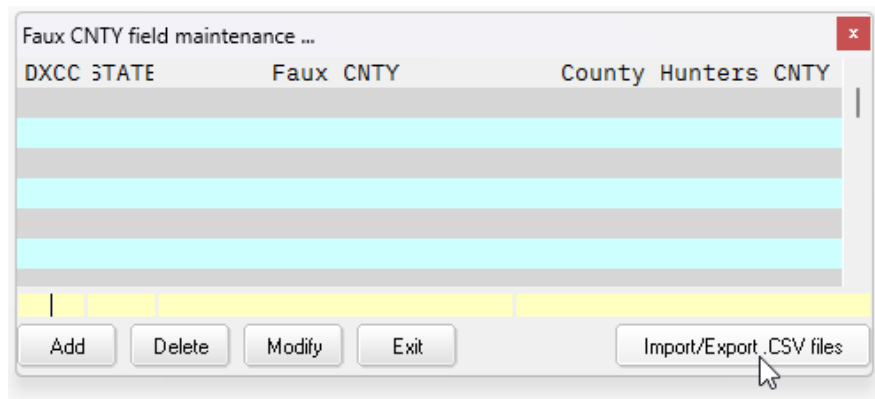 Faux CNTY field maintenance ...
x
DXCC STATE Faux CNTY County Hunters CNTY
Add Delete Modify Exit Import/Export .CSV files